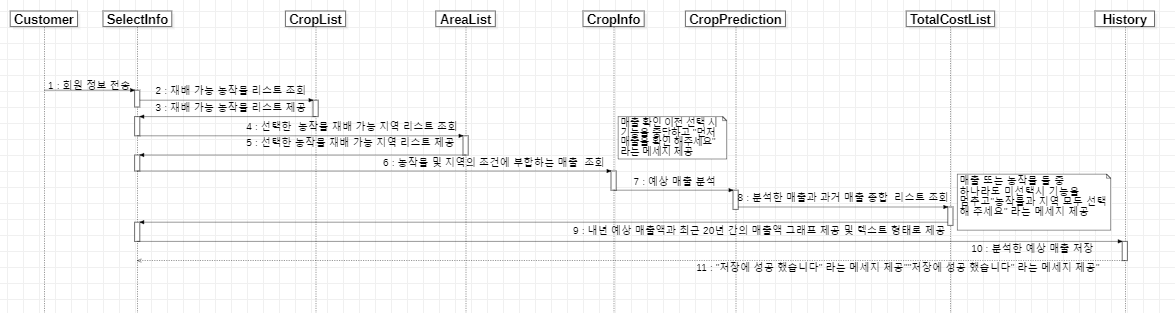 Customer
SelectInfo
CropList
AreaList
CropInfo
CropPrediction
TotalCostList
History
1 : 회원 정보 전송
2 : 재배 가능 농작물 리스트 조회
3 : 재배 가능 농작물 리스트 제공
4 : 선택한 농작물 재배 가능 지역 리스트 조회
5 : 선택한 농작물 재배 가능 지역 리스트 제공
매출 확인 이전 선택 시
기능을 중단하고 "먼저
매출을 확인 해주세요"
라는 메세지 제공
6 : 농작물 및 지역의 조건에 부합하는 매출 조회
7 : 예상 매출 분석
8 : 분석한 매출과 과거 매출 종합 리스트 조회
매출 또는 농작물 둘 중
하나라도 미선택시 기능을
멈추고"농작물과 지역 모두 선택
해 주세요" 라는 메세지 제공
9 : 내년 예상 매출액과 최근 20년 간의 매출액 그래프 제공 및 텍스트 형태로 제공
10 : 분석한 예상 매출 저장
11 : "저장에 성공 했습니다" 라는 메세지 제공""저장에 성공 했습니다" 라는 메세지 제공"